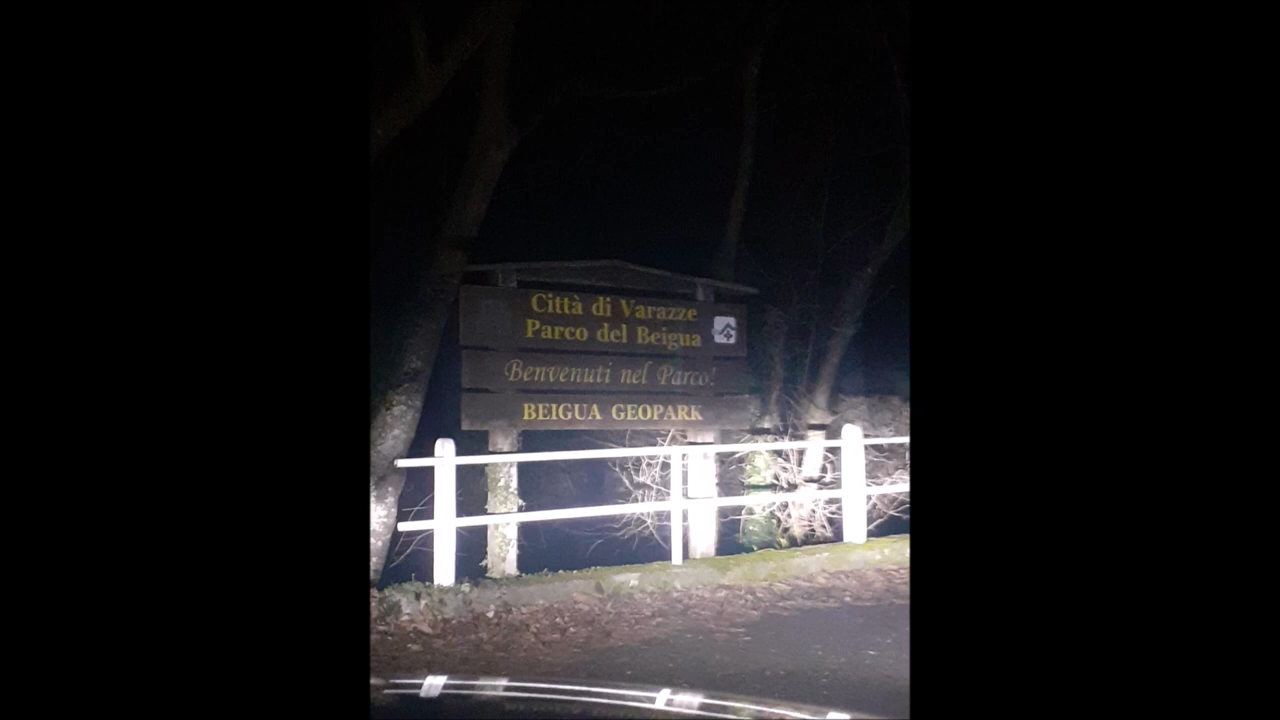 Città di Varazze
Parco del Beigua
Benvenuti nel Parco!
BEIGUA GEOPARK